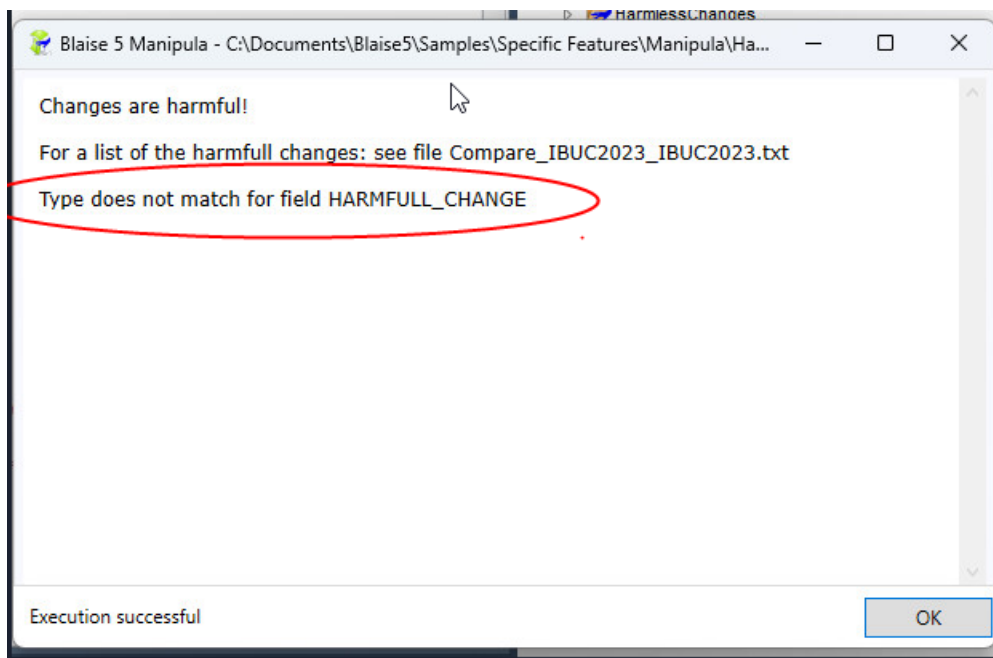 HarmlessChanges
Blaise 5 Manipula - C:\Documents\Blaise5\Samples\Specific Features\Manipula\Ha...
Changes are harmful!
For a list of the harmfull changes: see file Compare_IBUC2023_IBUC2023.txt
Type does not match for field HARMFULL_CHANGE
Execution successful
OK